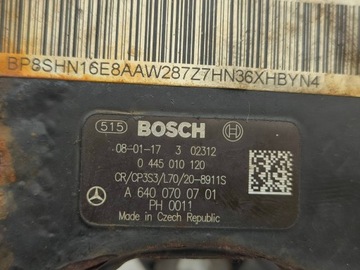 BP8SHN16E8AAW287Z7HN36XHBYN4
515 BOSCH
08-01-17 3 02312
0 445 010 120
CR/CP3S3/L70/20-8911S
A 640 070 07 01
PH 0011
Made in Czech Republic